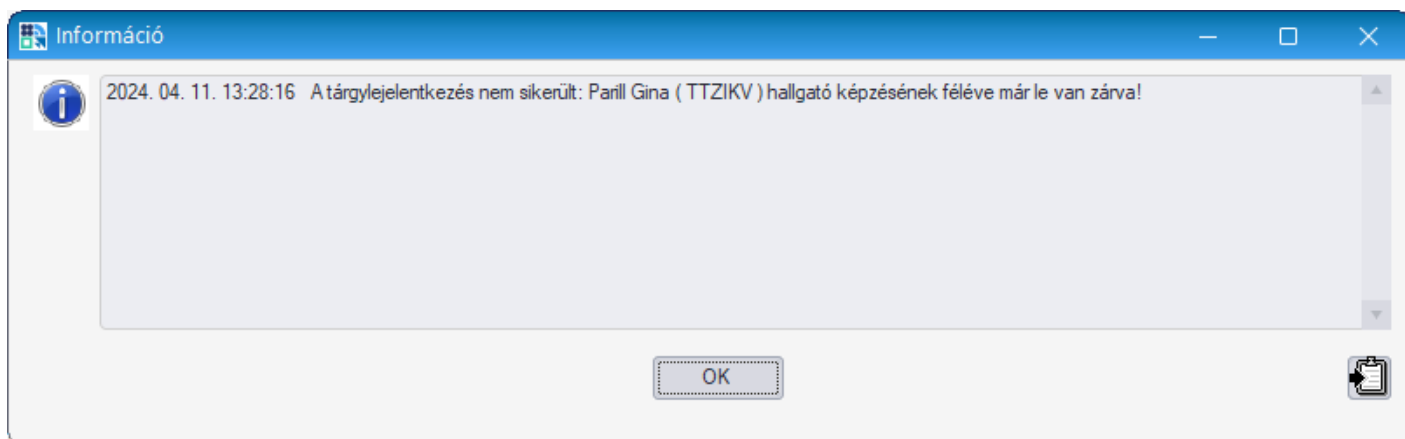 Információ
2024. 04. 11. 13:28:16 A tárgylejelentkezés nem sikerült: Parill Gina ( TTZIKV ) hallgató képzésének féléve már le van zárva!
OK